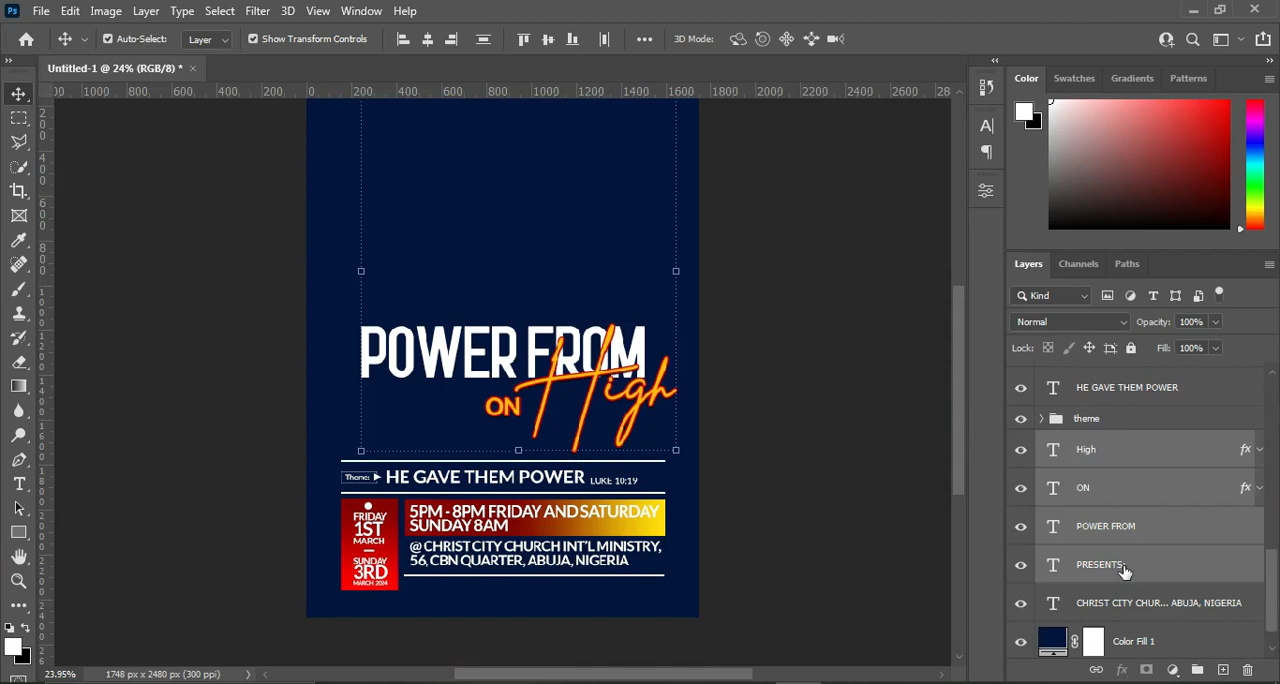 Ps File Edit Image Layer Type Select Filter 3D View Window Help
Auto-Select: Layer Show Transform Controls 3D Mode:
Untitled-1 @ 24% (RGB/8) *
1000 800 600 400 200 0 200 400 600 800 1000 1200 1400 1600 1800 2000 2200 2400 2600 28
Color Swatches Gradients Patterns
POWER FROM
ON High
Theme: HE GAVE THEM POWER LUKE 10:19
FRIDAY
1ST
MARCH
SUNDAY
3RD
MARCH 2024
5PM - 8PM FRIDAY AND SATURDAY
SUNDAY 8AM
@ CHRIST CITY CHURCH INT'L MINISTRY,
56, CBN QUARTER, ABUJA, NIGERIA
Layers Channels Paths
Kind
Normal Opacity: 100%
Lock: Fill: 100%
HE GAVE THEM POWER
theme
High fx
ON fx
POWER FROM
PRESENTS:
CHRIST CITY CHUR... ABUJA, NIGERIA
Color Fill 1
23.95% 1748 px x 2480 px (300 ppi)